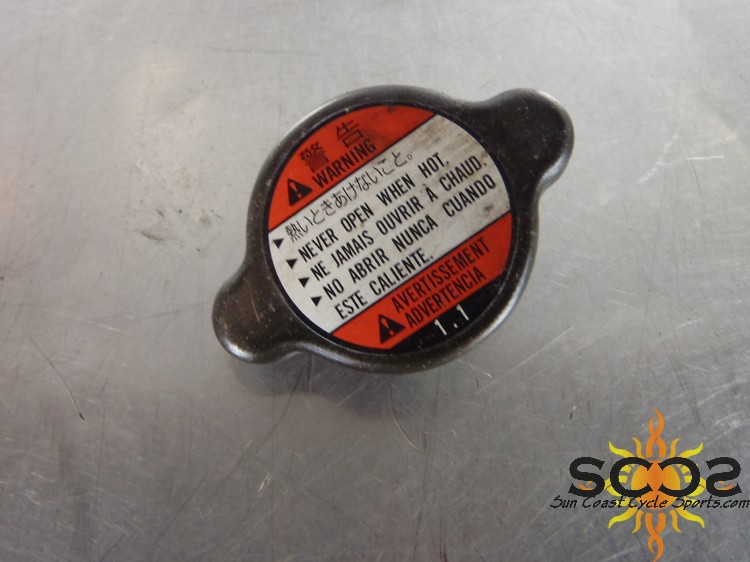 警告
WARNING
▶ 熱いときあけないこと。
▶ NEVER OPEN WHEN HOT.
▶ NE JAMAIS OUVRIR À CHAUD.
▶ NO ABRIR NUNCA CUANDO
ESTE CALIENTE.
AVERTISSEMENT
ADVERTENCIA
1.1
SCCS
Sun Coast Cycle Sports.com